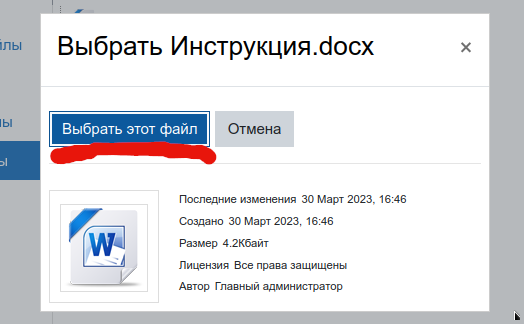 Выбрать Инструкция.docx
×
йлы
Выбрать этот файл
Отмена
Последние изменения 30 Март 2023, 16:46
Создано 30 Март 2023, 16:46
Размер 4.2Кбайт
Лицензия Все права защищены
Автор Главный администратор
W